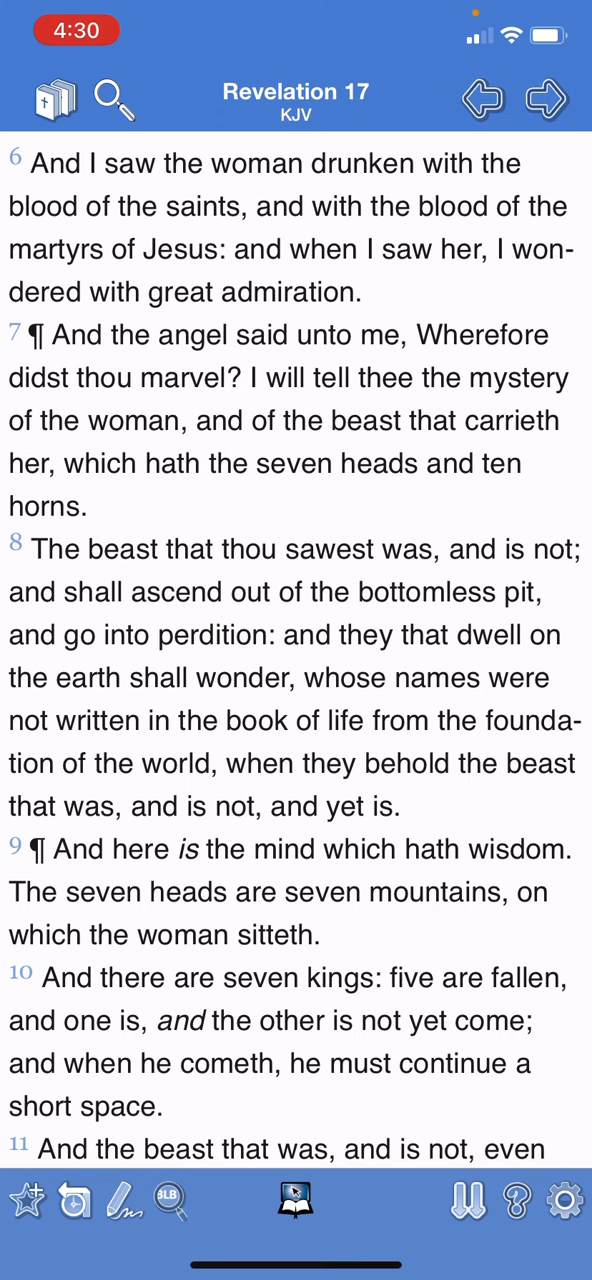 4:30
Revelation 17
KJV
6 And I saw the woman drunken with the
blood of the saints, and with the blood of the
martyrs of Jesus: and when I saw her, I won-
dered with great admiration.
7 ¶ And the angel said unto me, Wherefore
didst thou marvel? I will tell thee the mystery
of the woman, and of the beast that carrieth
her, which hath the seven heads and ten
horns.
8 The beast that thou sawest was, and is not;
and shall ascend out of the bottomless pit,
and go into perdition: and they that dwell on
the earth shall wonder, whose names were
not written in the book of life from the founda-
tion of the world, when they behold the beast
that was, and is not, and yet is.
9 ¶ And here is the mind which hath wisdom.
The seven heads are seven mountains, on
which the woman sitteth.
10 And there are seven kings: five are fallen,
and one is, and the other is not yet come;
and when he cometh, he must continue a
short space.
11 And the beast that was, and is not, even
BLB